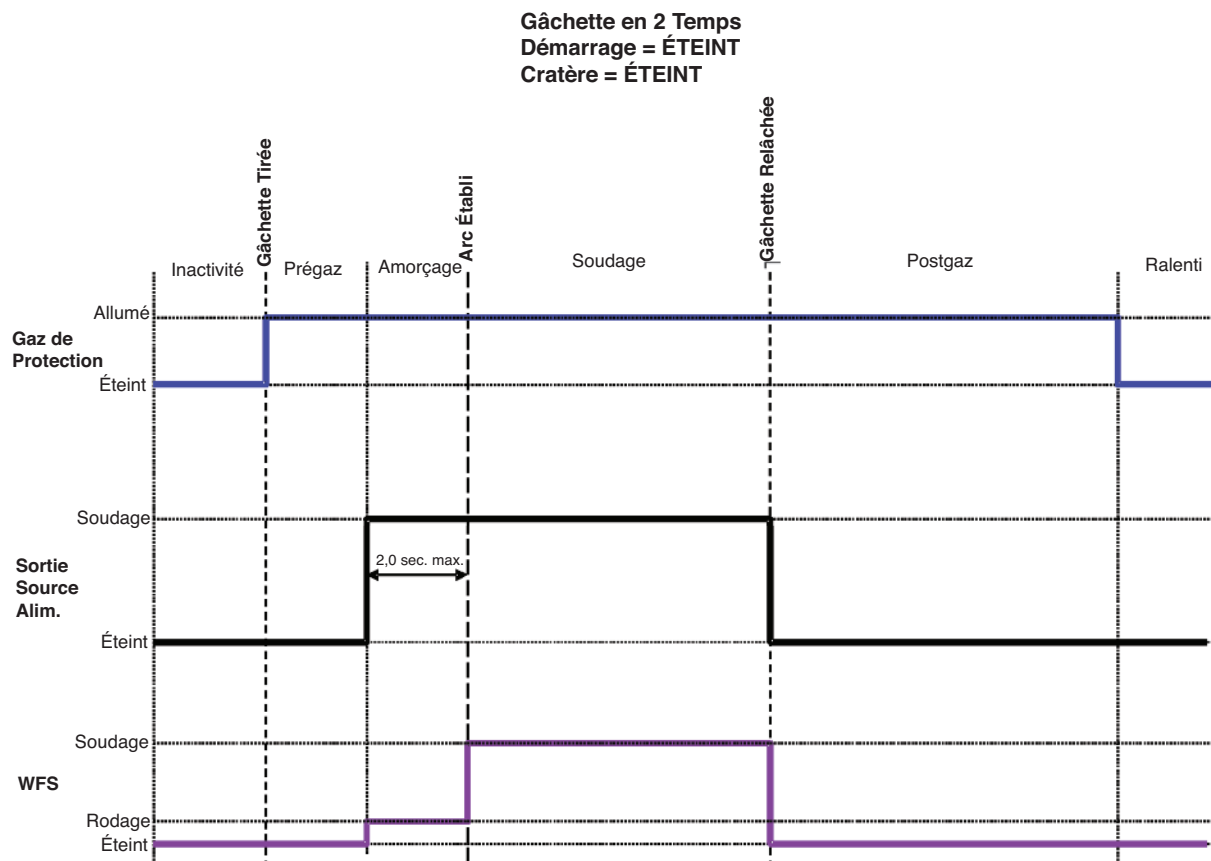 Gâchette en 2 Temps
Démarrage = ÉTEINT
Cratère = ÉTEINT
Gâchette Tirée
Arc Établi
Gâchette Relâchée
Inactivité
Prégaz
Amorçage
Soudage
Postgaz
Ralenti
Allumé
Gaz de
Protection
Éteint
Soudage
2,0 sec. max.
Sortie
Source
Alim.
Éteint
Soudage
WFS
Rodage
Éteint